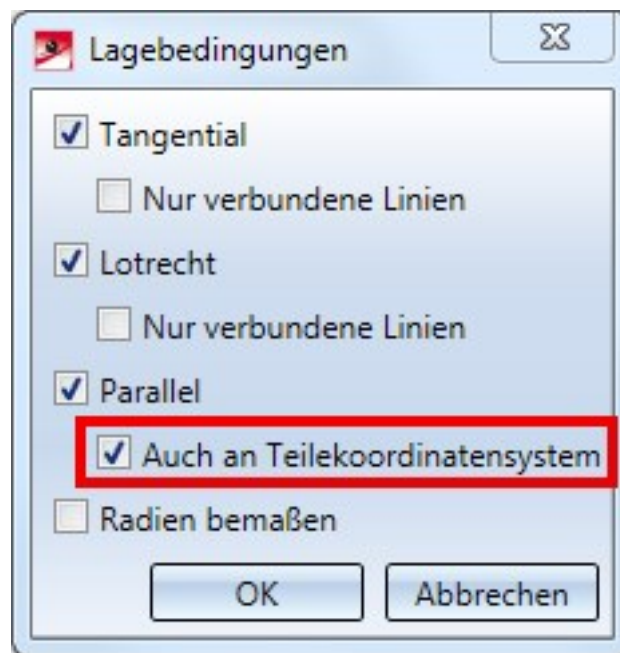 Lagebedingungen
Tangential
Nur verbundene Linien
Lotrecht
Nur verbundene Linien
Parallel
Auch an Teilekoordinatensystem
Radien bemaßen
OK Abbrechen